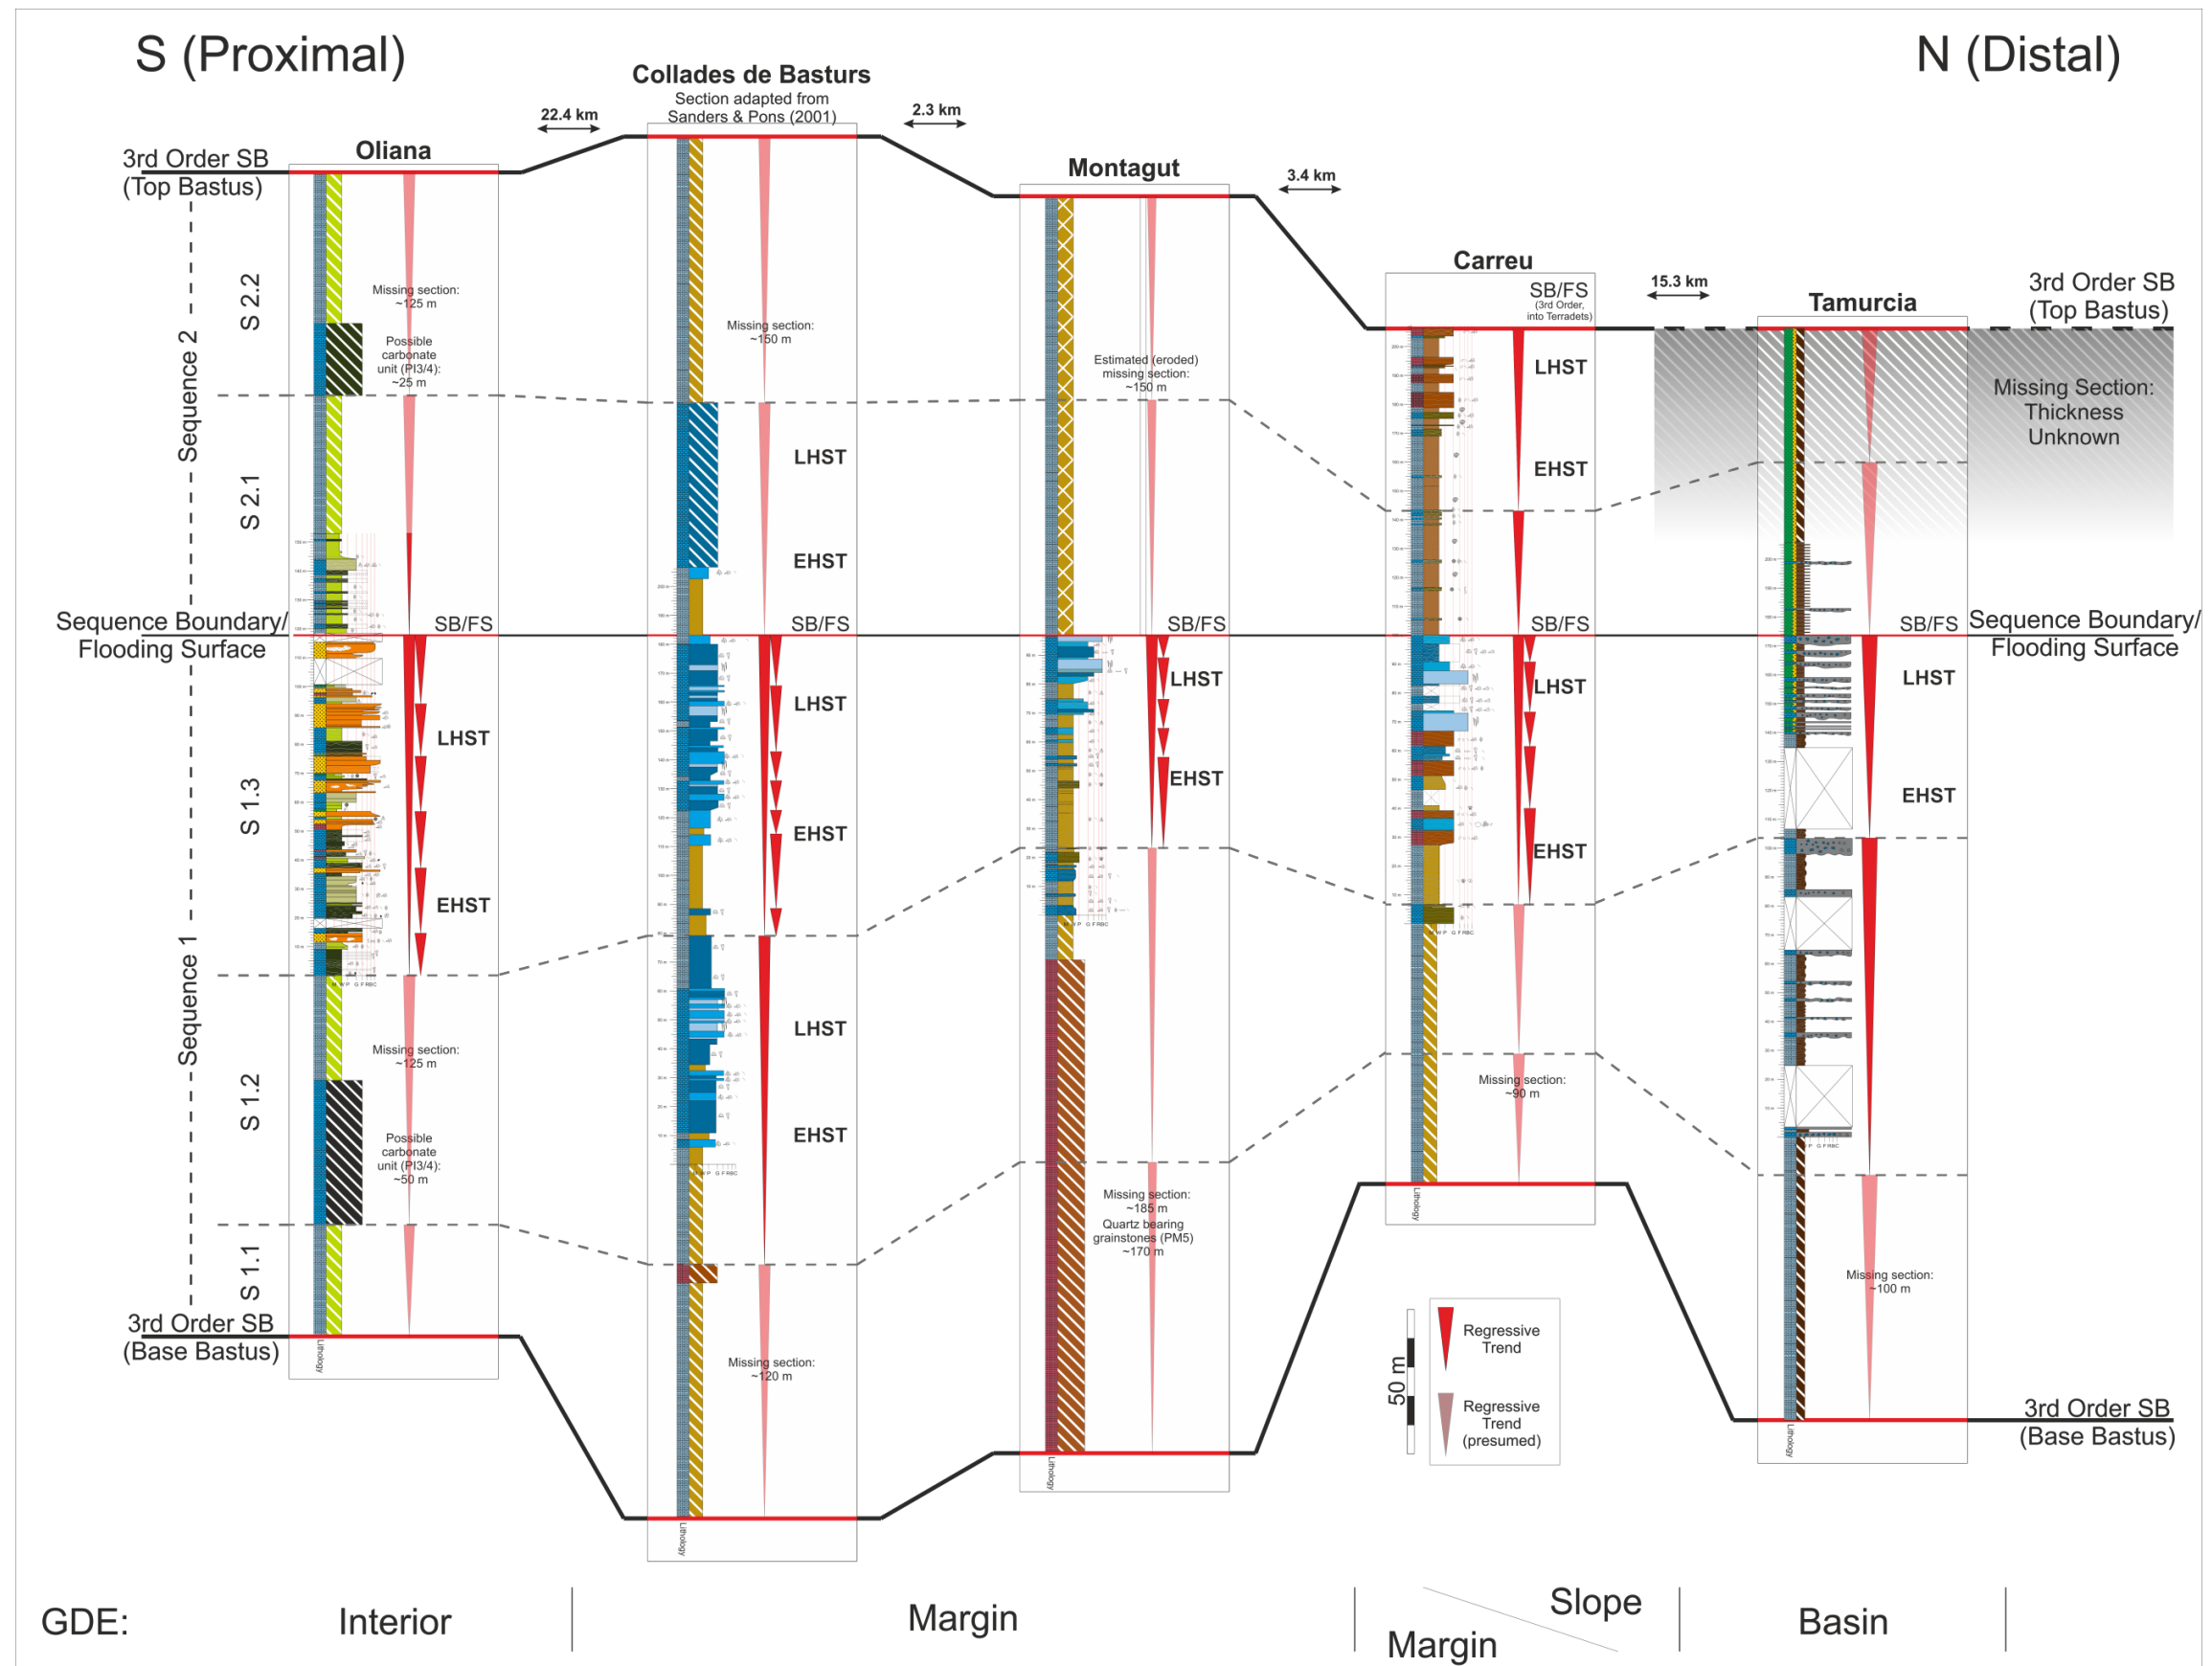 S (Proximal)
N (Distal)
Collades de Basturs
Section adapted from
Sanders & Pons (2001)
22.4 km
2.3 km
Oliana
Montagut
3.4 km
3rd Order SB
(Top Bastus)
Carreu
SB/FS
(3rd Order,
into Terradets)
15.3 km
Tamurcia
3rd Order SB
(Top Bastus)
Sequence 2
S 2.2
S 2.1
Missing section:
~125 m
Possible
carbonate
unit (PI3/4):
~25 m
Missing section:
~150 m
Estimated (eroded)
missing section:
~150 m
LHST
EHST
LHST
EHST
Missing Section:
Thickness
Unknown
Sequence Boundary/
Flooding Surface
SB/FS
SB/FS
SB/FS
SB/FS
SB/FS
Sequence Boundary/
Flooding Surface
Sequence 1
S 1.3
S 1.2
S 1.1
LHST
EHST
LHST
EHST
LHST
EHST
LHST
EHST
LHST
EHST
LHST
EHST
Missing section:
~125 m
Possible
carbonate
unit (PI3/4):
~50 m
Missing section:
~120 m
Missing section:
~185 m
Quartz bearing
grainstones (PM5)
~170 m
Missing section:
~90 m
Missing section:
~100 m
3rd Order SB
(Base Bastus)
3rd Order SB
(Base Bastus)
Lithology
Lithology
Lithology
Lithology
Lithology
50 m
Regressive
Trend
Regressive
Trend
(presumed)
GDE:
Interior
Margin
Margin
Slope
Basin